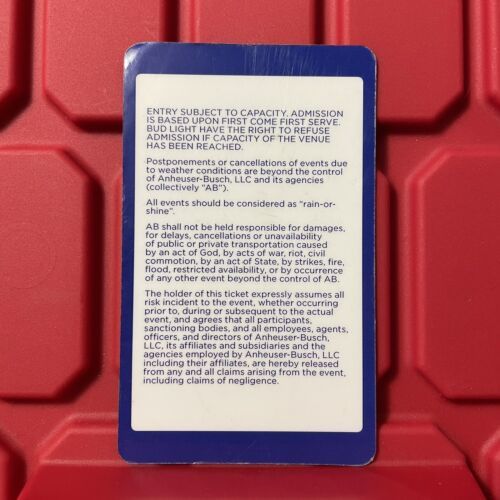 ENTRY SUBJECT TO CAPACITY. ADMISSION
IS BASED UPON FIRST COME FIRST SERVE.
BUD LIGHT HAVE THE RIGHT TO REFUSE
ADMISSION IF CAPACITY OF THE VENUE
HAS BEEN REACHED.
Postponements or cancellations of events due
to weather conditions are beyond the control
of Anheuser-Busch, LLC and its agencies
(collectively "AB").
All events should be considered as "rain-or-
shine".
AB shall not be held responsible for damages,
for delays, cancellations or unavailability
of public or private transportation caused
by an act of God, by acts of war, riot, civil
commotion, by an act of State, by strikes, fire,
flood, restricted availability, or by occurrence
of any other event beyond the control of AB.
The holder of this ticket expressly assumes all
risk incident to the event, whether occurring
prior to, during or subsequent to the actual
event, and agrees that all participants,
sanctioning bodies, and all employees, agents,
officers, and directors of Anheuser-Busch,
LLC, its affiliates and subsidiaries and the
agencies employed by Anheuser-Busch, LLC
including their affiliates, are hereby released
from any and all claims arising from the event,
including claims of negligence.